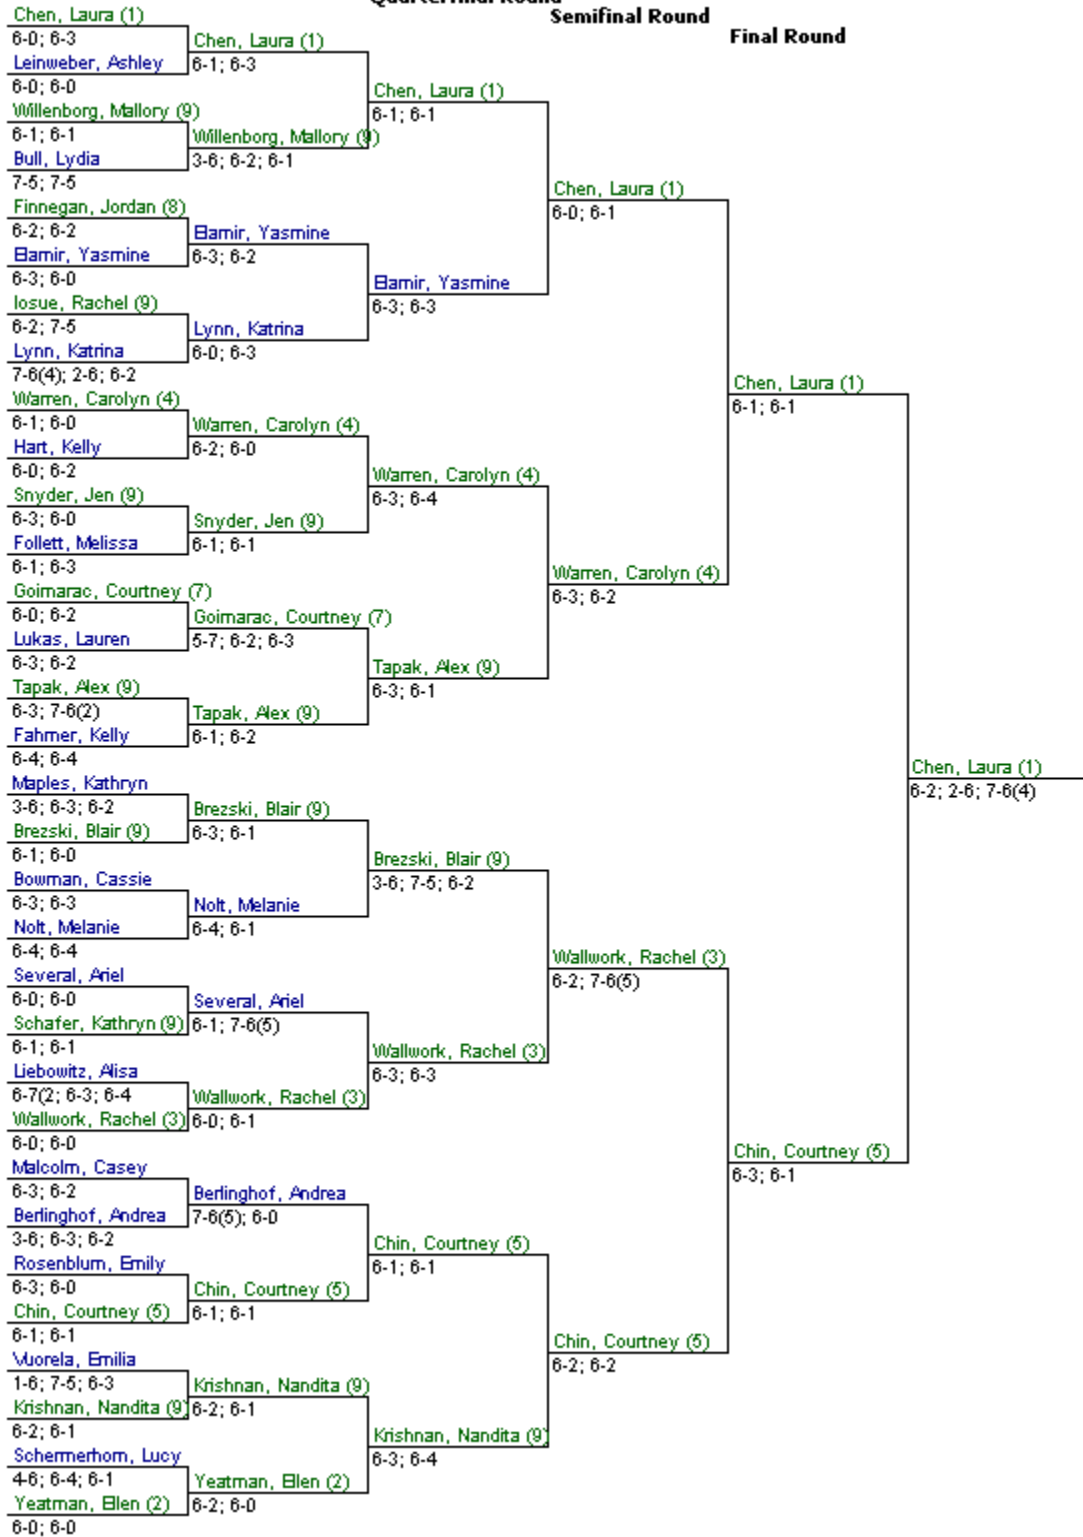 Quarterfinal Round
Semifinal Round
Final Round
Chen, Laura (1)
6-0; 6-3
Leinweber, Ashley
6-0; 6-0
Willenborg, Mallory (9)
6-1; 6-1
Bull, Lydia
7-5; 7-5
Finnegan, Jordan (8)
6-2; 6-2
Elamir, Yasmine
6-3; 6-0
Iosue, Rachel (9)
6-2; 7-5
Lynn, Katrina
7-6(4); 2-6; 6-2
Warren, Carolyn (4)
6-1; 6-0
Hart, Kelly
6-0; 6-2
Snyder, Jen (9)
6-3; 6-0
Follett, Melissa
6-1; 6-3
Goimarac, Courtney (7)
6-0; 6-2
Lukas, Lauren
6-3; 6-2
Tapak, Alex (9)
6-3; 7-6(2)
Fahrner, Kelly
6-4; 6-4
Maples, Kathryn
3-6; 6-3; 6-2
Brezski, Blair (9)
6-1; 6-0
Bowman, Cassie
6-3; 6-3
Nolt, Melanie
6-4; 6-4
Several, Ariel
6-0; 6-0
Schafer, Kathryn (9)
6-1; 6-1
Liebowitz, Alisa
6-7(2; 6-3; 6-4
Wallwork, Rachel (3)
6-0; 6-0
Malcolm, Casey
6-3; 6-2
Berlinghof, Andrea
3-6; 6-3; 6-2
Rosenblum, Emily
6-3; 6-0
Chin, Courtney (5)
6-1; 6-1
Vuorela, Emilia
1-6; 7-5; 6-3
Krishnan, Nandita (9)
6-2; 6-1
Schermerhorn, Lucy
4-6; 6-4; 6-1
Yeatman, Ellen (2)
6-0; 6-0
Chen, Laura (1)
6-1; 6-3
Willenborg, Mallory (9)
3-6; 6-2; 6-1
Elamir, Yasmine
6-3; 6-2
Lynn, Katrina
6-0; 6-3
Warren, Carolyn (4)
6-2; 6-0
Snyder, Jen (9)
6-1; 6-1
Goimarac, Courtney (7)
5-7; 6-2; 6-3
Tapak, Alex (9)
6-1; 6-2
Brezski, Blair (9)
6-3; 6-1
Nolt, Melanie
6-4; 6-1
Several, Ariel
6-1; 7-6(5)
Wallwork, Rachel (3)
6-0; 6-1
Berlinghof, Andrea
7-6(5); 6-0
Chin, Courtney (5)
6-1; 6-1
Krishnan, Nandita (9)
6-2; 6-1
Yeatman, Ellen (2)
6-2; 6-0
Chen, Laura (1)
6-1; 6-1
Elamir, Yasmine
6-3; 6-3
Warren, Carolyn (4)
6-3; 6-4
Tapak, Alex (9)
6-3; 6-1
Brezski, Blair (9)
3-6; 7-5; 6-2
Wallwork, Rachel (3)
6-3; 6-3
Chin, Courtney (5)
6-1; 6-1
Krishnan, Nandita (9)
6-3; 6-4
Chen, Laura (1)
6-0; 6-1
Warren, Carolyn (4)
6-3; 6-2
Wallwork, Rachel (3)
6-2; 7-6(5)
Chin, Courtney (5)
6-2; 6-2
Chen, Laura (1)
6-1; 6-1
Chin, Courtney (5)
6-3; 6-1
Chen, Laura (1)
6-2; 2-6; 7-6(4)